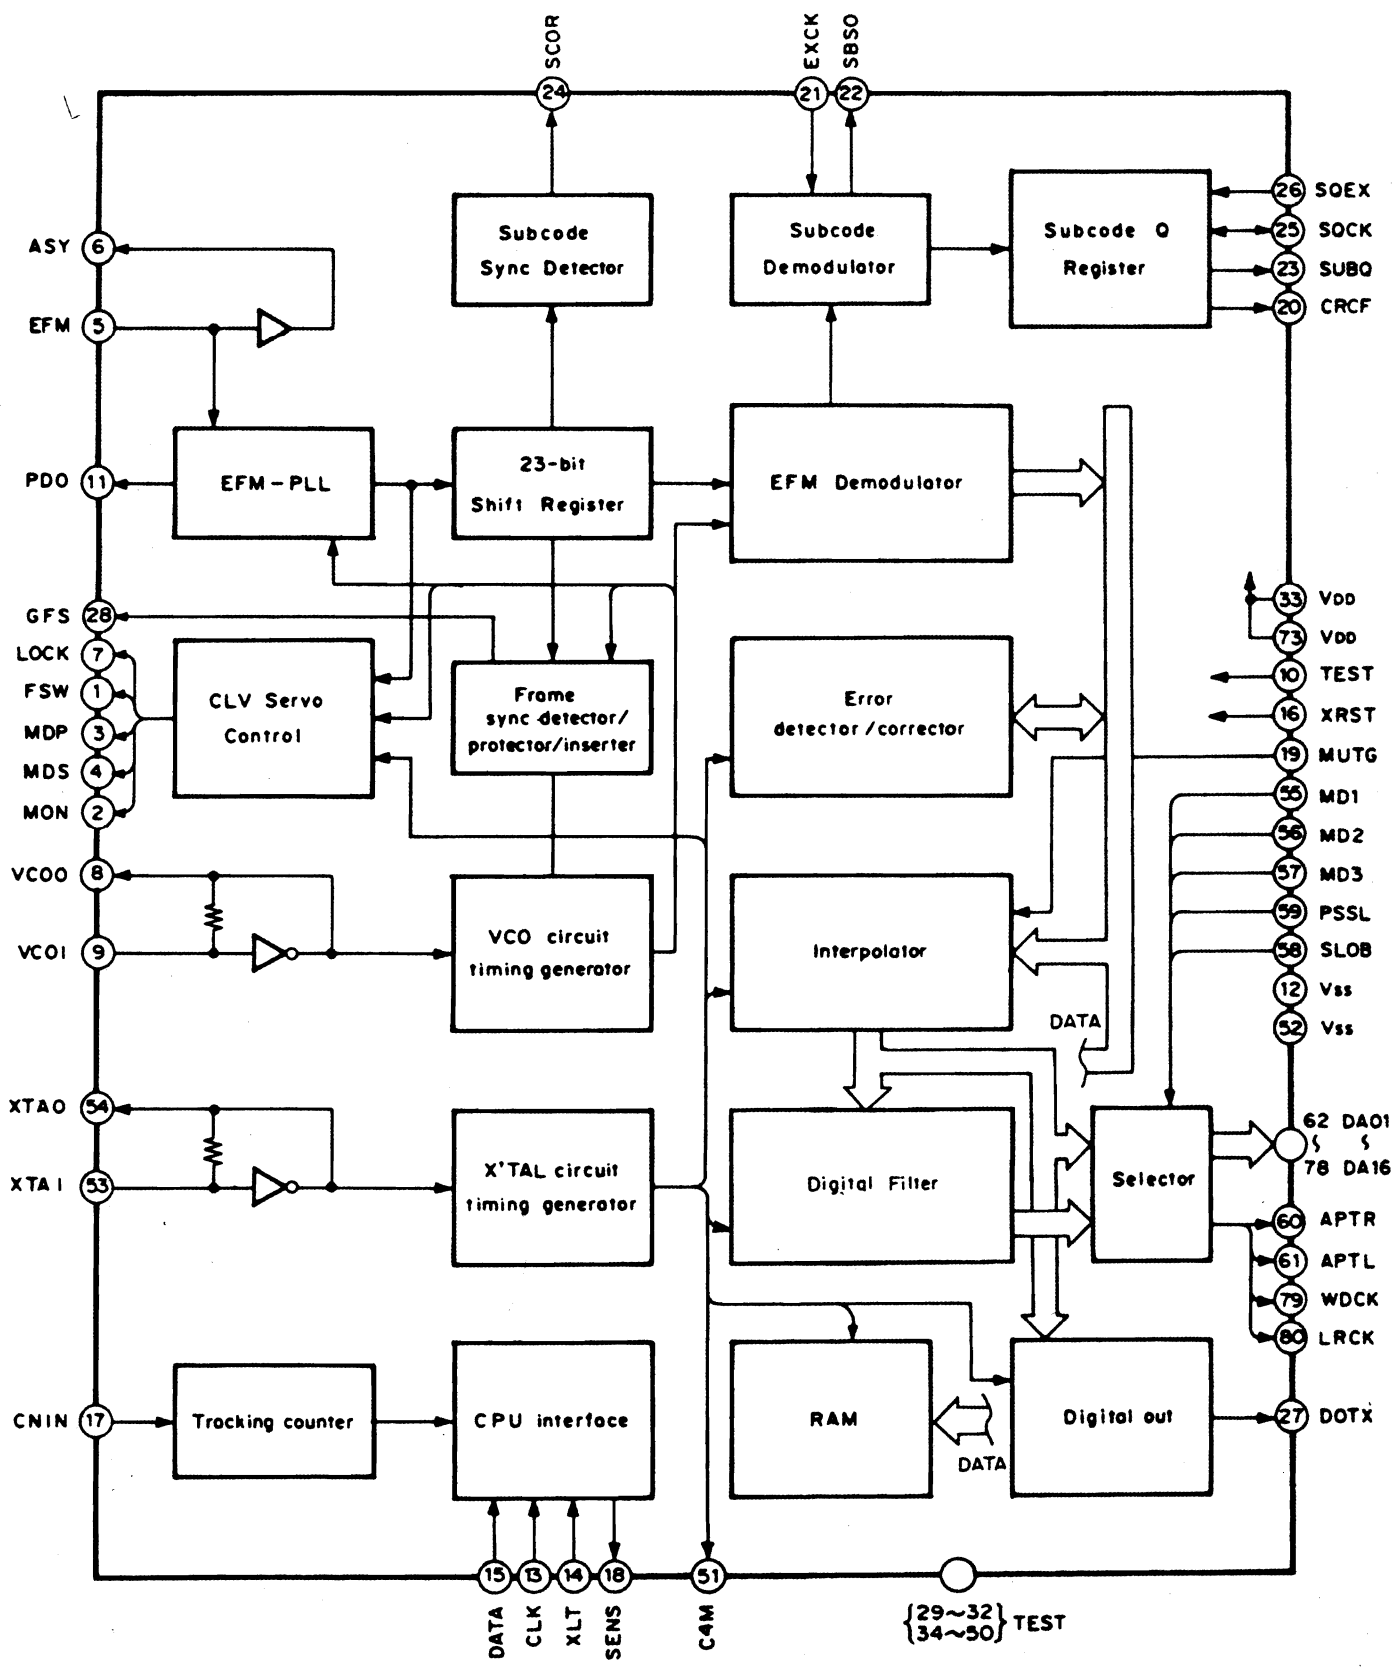 SCOR
EXCK
SBSO
24
21
22
26 SQEX
25 SQCK
23 SUBQ
20 CRCF
Subcode
Sync Detector
Subcode
Demodulator
Subcode Q
Register
ASY 6
EFM 5
PDO 11
EFM-PLL
23-bit
Shift Register
EFM Demodulator
GFS 28
LOCK 7
FSW 1
MDP 3
MDS 4
MON 2
CLV Servo
Control
Frame
sync detector/
protector/inserter
Error
detector/corrector
33 VDD
73 VDD
10 TEST
16 XRST
19 MUTG
55 MD1
56 MD2
57 MD3
59 PSSL
58 SLOB
12 Vss
52 Vss
VCOO 8
VCOI 9
VCO circuit
timing generator
Interpolator
DATA
XTAO 54
XTAI 53
X'TAL circuit
timing generator
Digital Filter
Selector
62 DA01
~ ~
78 DA16
60 APTR
61 APTL
79 WDCK
80 LRCK
CNIN 17
Tracking counter
CPU interface
RAM
DATA
Digital out
27 DOTX
15
13
14
18
51
DATA
CLK
XLT
SENS
C4M
{29~32
34~50} TEST